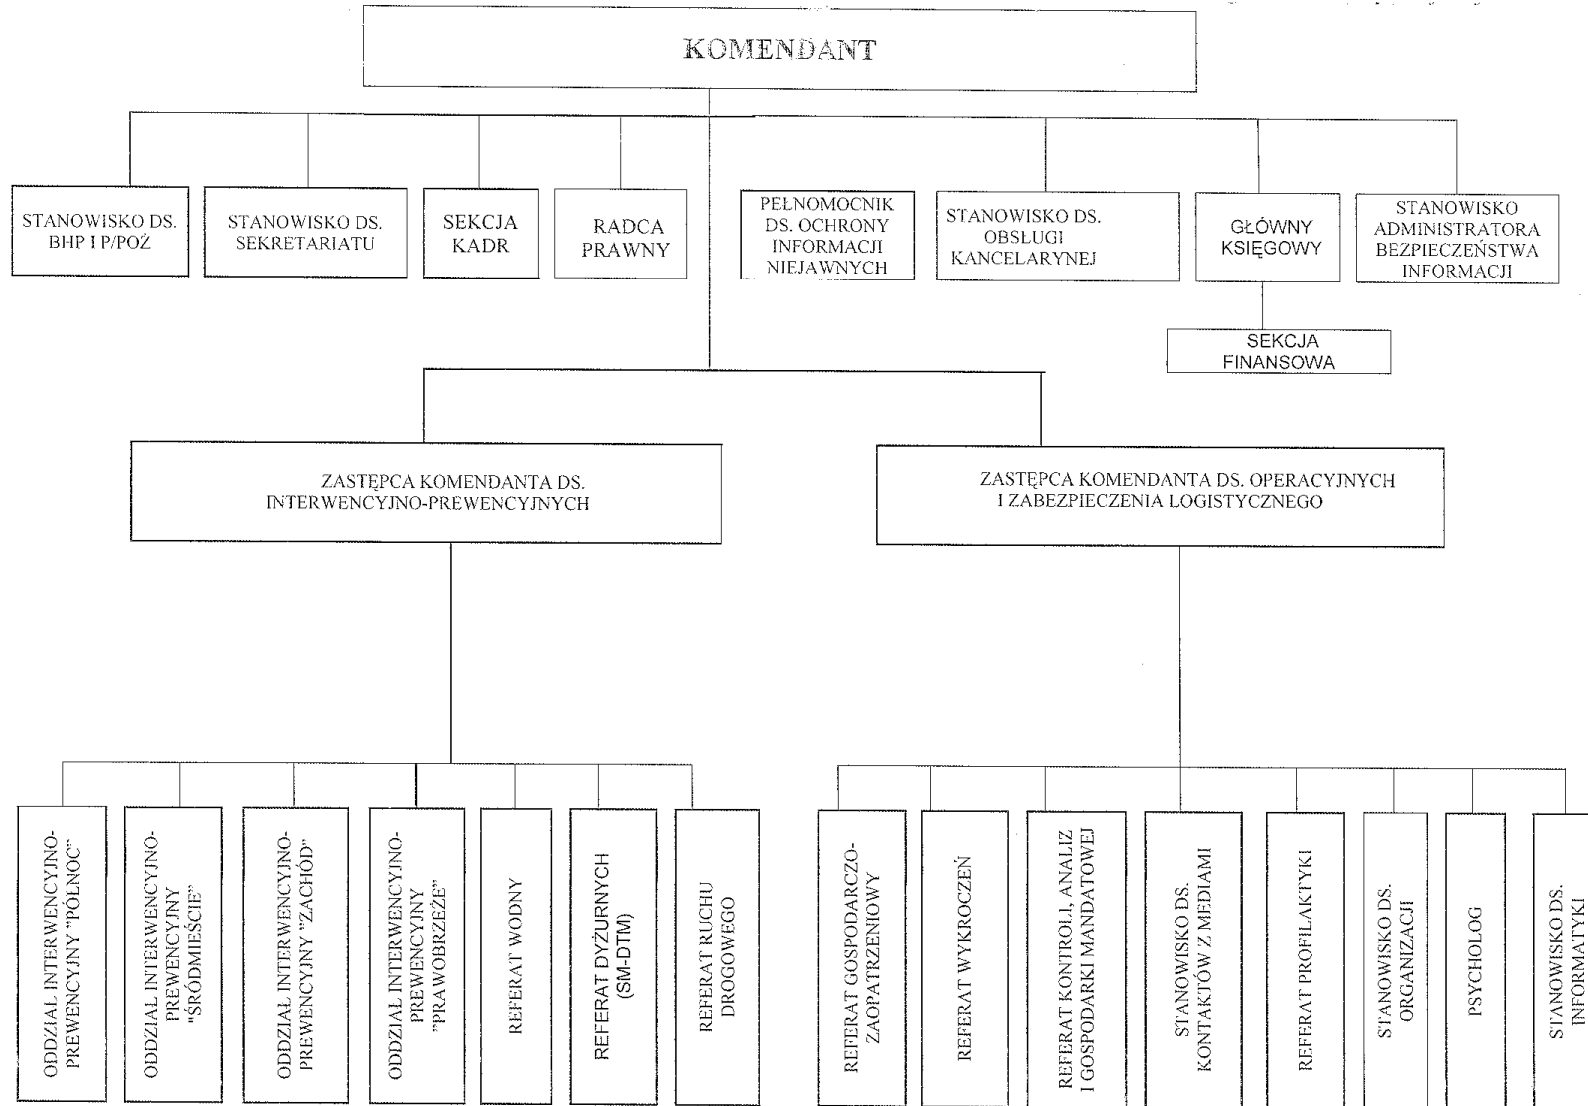 KOMENDANT
STANOWISKO DS.
BHP I P/POŻ
STANOWISKO DS.
SEKRETARIATU
SEKCJA
KADR
RADCA
PRAWNY
PEŁNOMOCNIK
DS. OCHRONY
INFORMACJI
NIEJAWNYCH
STANOWISKO DS.
OBSŁUGI
KANCELARYNEJ
GŁÓWNY
KSIĘGOWY
STANOWISKO
ADMINISTRATORA
BEZPIECZEŃSTWA
INFORMACJI
SEKCJA
FINANSOWA
ZASTĘPCA KOMENDANTA DS.
INTERWENCYJNO-PREWENCYJNYCH
ZASTĘPCA KOMENDANTA DS. OPERACYJNYCH
I ZABEZPIECZENIA LOGISTYCZNEGO
ODDZIAŁ INTERWENCYJNO-
PREWENCYJNY "PÓŁNOC"
ODDZIAŁ INTERWENCYJNO-
PREWENCYJNY
"ŚRÓDMIEŚCIE"
ODDZIAŁ INTERWENCYJNO-
PREWENCYJNY "ZACHÓD"
ODDZIAŁ INTERWENCYJNO-
PREWENCYJNY
"PRAWOBRZEŻE"
REFERAT WODNY
REFERAT DYŻURNYCH
(SM-DTM)
REFERAT RUCHU
DROGOWEGO
REFERAT GOSPODARCZO-
ZAOPATRZENIOWY
REFERAT WYKROCZEŃ
REFERAT KONTROLI, ANALIZ
I GOSPODARKI MANDATOWEJ
STANOWISKO DS.
KONTAKTÓW Z MEDIAMI
REFERAT PROFILAKTYKI
STANOWISKO DS.
ORGANIZACJI
PSYCHOLOG
STANOWISKO DS.
INFORMATYKI